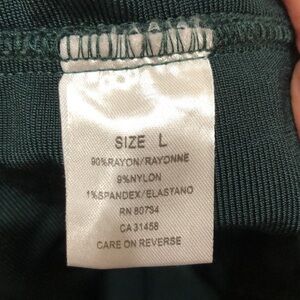 SIZE L
90%RAYON/RAYONNE
9%NYLON
1%SPANDEX/ELASTANO
RN 80794
CA 31458
CARE ON REVERSE